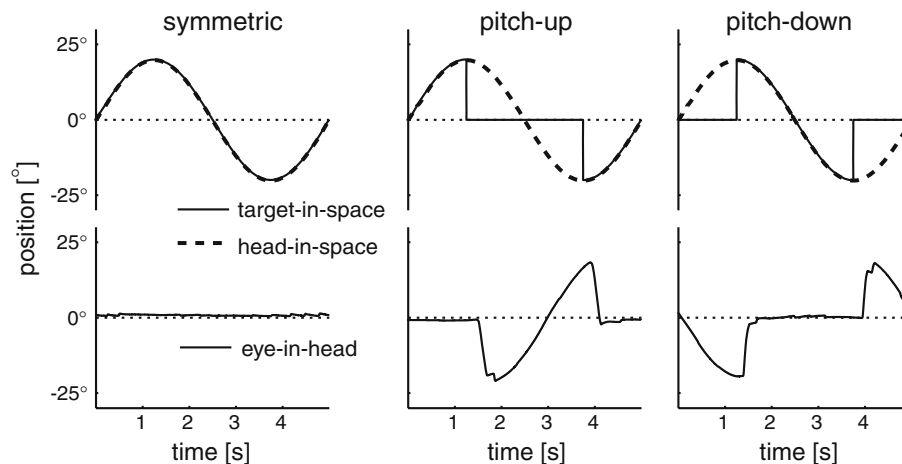 symmetric pitch-up pitch-down
25°
0°
-25°
target-in-space
head-in-space
25°
0°
-25°
eye-in-head
position [°]
1 2 3 4 1 2 3 4 1 2 3 4
time [s] time [s] time [s]